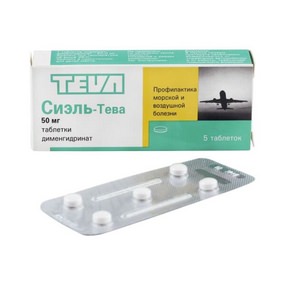 TEVA
Сиэль-Тева
50 мг
таблетки
дименгидринат
Профилактика
морской и
воздушной
болезни
5 таблеток